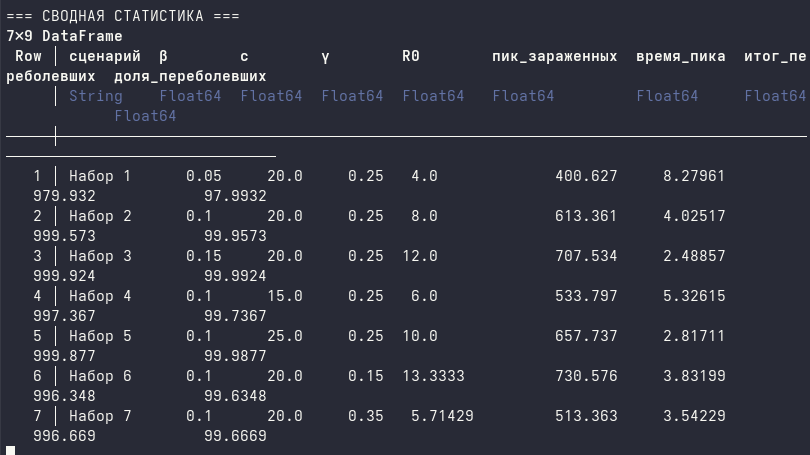 === СВОДНАЯ СТАТИСТИКА ===
7×9 DataFrame
Row │ сценарий β c γ R0 пик_зараженных время_пика итог_пе
реболевших доля_переболевших
│ String Float64 Float64 Float64 Float64 Float64 Float64 Float64
Float64
1 │ Набор 1 0.05 20.0 0.25 4.0 400.627 8.27961
979.932 97.9932
2 │ Набор 2 0.1 20.0 0.25 8.0 613.361 4.02517
999.573 99.9573
3 │ Набор 3 0.15 20.0 0.25 12.0 707.534 2.48857
999.924 99.9924
4 │ Набор 4 0.1 15.0 0.25 6.0 533.797 5.32615
997.367 99.7367
5 │ Набор 5 0.1 25.0 0.25 10.0 657.737 2.81711
999.877 99.9877
6 │ Набор 6 0.1 20.0 0.15 13.3333 730.576 3.83199
996.348 99.6348
7 │ Набор 7 0.1 20.0 0.35 5.71429 513.363 3.54229
996.669 99.6669